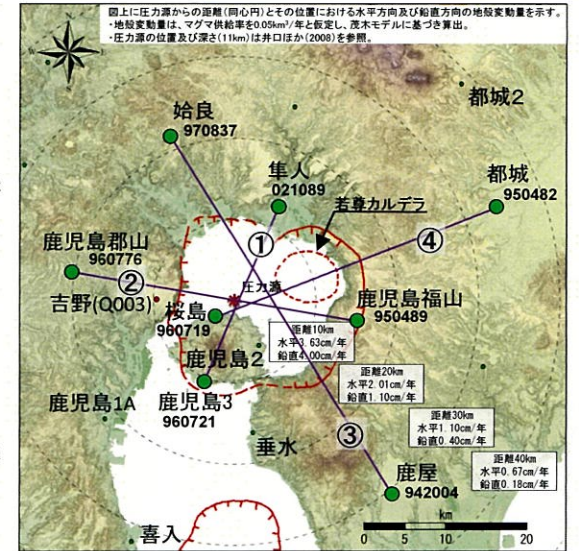 図上に圧力源からの距離(同心円)とその位置における水平方向及び鉛直方向の地殻変動量を示す。
・地殻変動量は、マグマ供給率を0.05km³/年と仮定し、茂木モデルに基づき算出。
・圧力源の位置及び深さ(11km)は井口ほか(2008)を参照。
N
都城2
姶良
970837
隼人
021089
都城
950482
若尊カルデラ
①
④
鹿児島郡山
960776
②
圧力源
吉野(Q003)
桜島
960719
鹿児島福山
950489
距離10km
水平3.63cm/年
鉛直4.00cm/年
鹿児島2
距離20km
水平2.01cm/年
鉛直1.10cm/年
鹿児島1A
鹿児島3
960721
距離30km
水平1.10cm/年
鉛直0.40cm/年
垂水
③
距離40km
水平0.67cm/年
鉛直0.18cm/年
鹿屋
942004
喜入
km
0 5 10 20